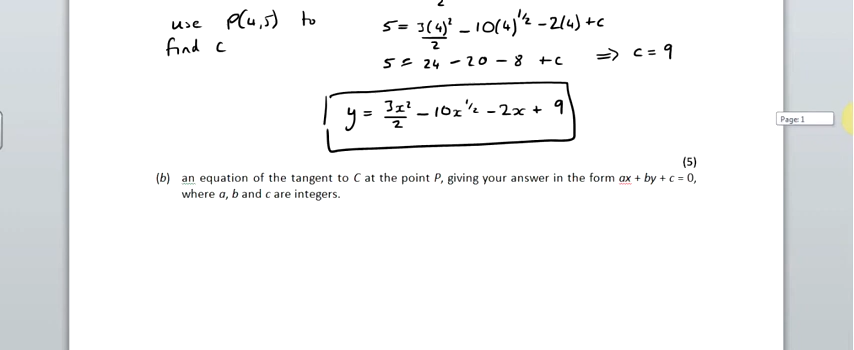 use P(4,5) to
find c
5 = 3(4)²/2 - 10(4)^1/2 - 2(4) + c
5 = 24 - 20 - 8 + c ⇒ c = 9
y = 3x²/2 - 10x^1/2 - 2x + 9
Page: 1
(5)
(b) an equation of the tangent to C at the point P, giving your answer in the form ax + by + c = 0,
where a, b and c are integers.